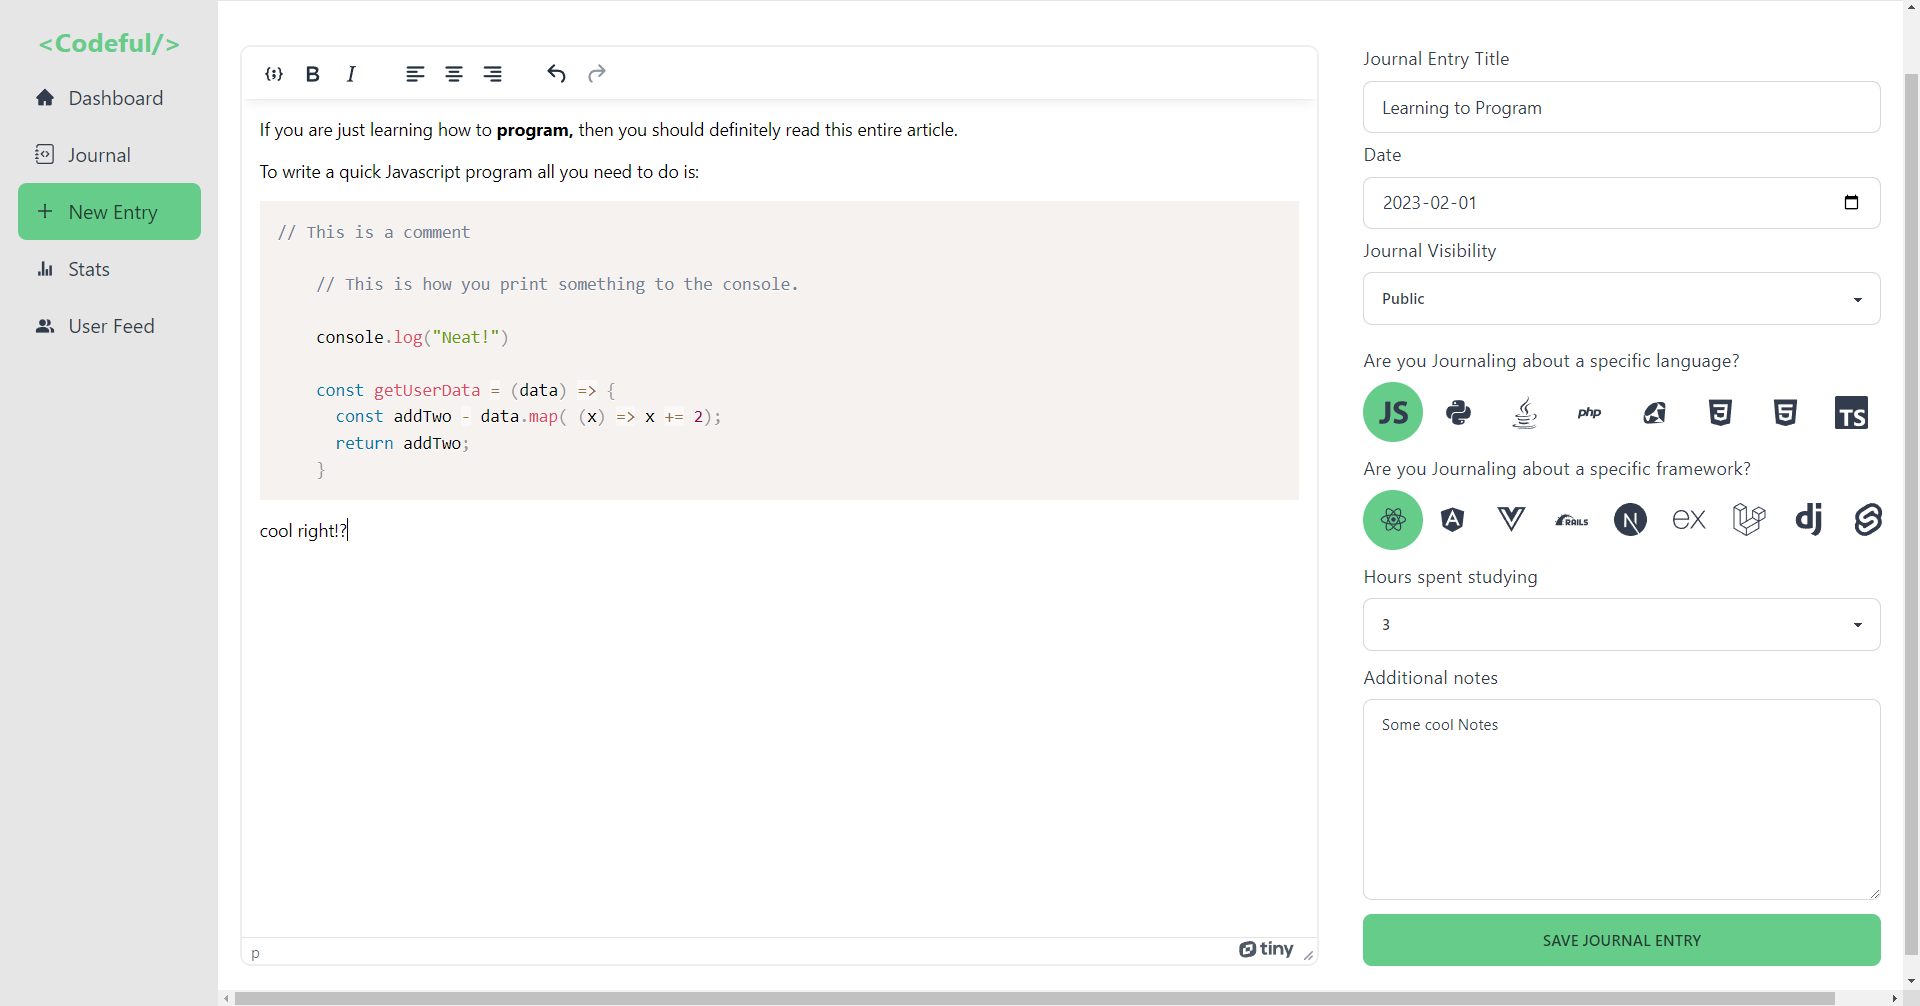 <Codeful/>
Dashboard
Journal
New Entry
Stats
User Feed
B I
If you are just learning how to program, then you should definitely read this entire article.
To write a quick Javascript program all you need to do is:
// This is a comment
// This is how you print something to the console.
console.log("Neat!")
const getUserData = (data) => {
const addTwo - data.map( (x) => x += 2);
return addTwo;
}
cool right!?
p
tiny
Journal Entry Title
Learning to Program
Date
2023-02-01
Journal Visibility
Public
Are you Journaling about a specific language?
JS php 3 5 TS
Are you Journaling about a specific framework?
A RAILS N ex dj
Hours spent studying
3
Additional notes
Some cool Notes
SAVE JOURNAL ENTRY